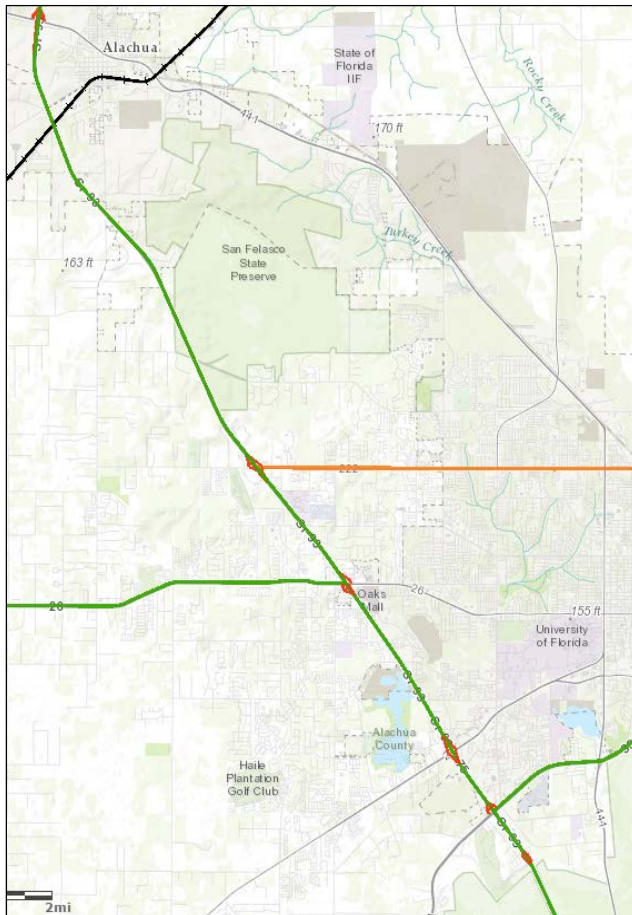 Alachua
State of
Florida
IIF
Rocky
Creek
441
170 ft
Turkey Creek
San Felasco
State
Preserve
163 ft
222
26
Oaks
Mall
26
155 ft
University
of Florida
Alachua
County
Haile
Plantation
Golf Club
441
2mi